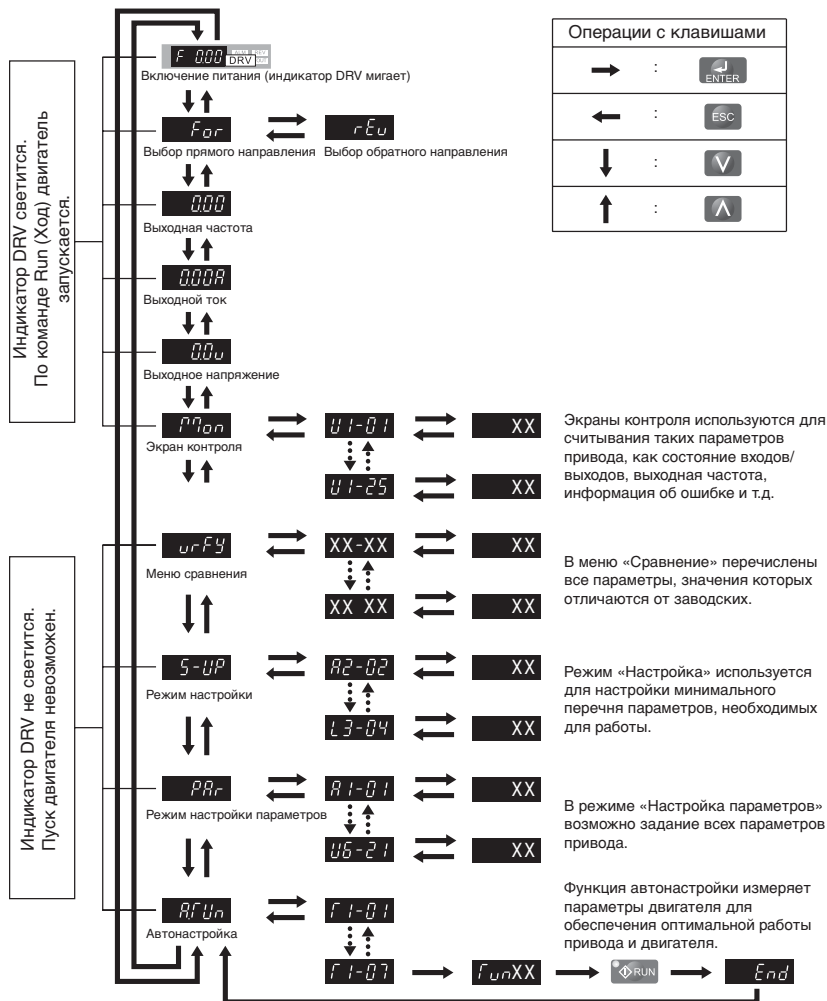 F 0.00
ALM REV
DRV
Включение питания (индикатор DRV мигает)
For
rEv
Выбор прямого направления
Выбор обратного направления
0.00
Выходная частота
0.00A
Выходной ток
0.0v
Выходное напряжение
Mon
U1-01
XX
Экран контроля
U1-25
XX
Экраны контроля используются для
считывания таких параметров
привода, как состояние входов/
выходов, выходная частота,
информация об ошибке и т.д.
Индикатор DRV светится.
По команде Run (Ход) двигатель
запускается.
Операции с клавишами
: ENTER
: ESC
:
:
Индикатор DRV не светится.
Пуск двигателя невозможен.
vrFY
XX-XX
XX
Меню сравнения
XX XX
XX
В меню «Сравнение» перечислены
все параметры, значения которых
отличаются от заводских.
S-UP
A2-02
XX
Режим настройки
L3-04
XX
Режим «Настройка» используется
для настройки минимального
перечня параметров, необходимых
для работы.
PAr
A1-01
XX
Режим настройки параметров
U6-21
XX
В режиме «Настройка параметров»
возможно задание всех параметров
привода.
A.TUn
T1-01
Автонастройка
T1-07
TunXX
RUN
End
Функция автонастройки измеряет
параметры двигателя для
обеспечения оптимальной работы
привода и двигателя.